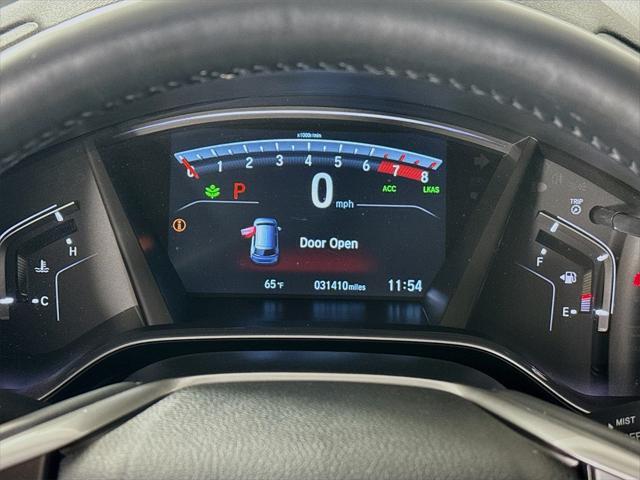 x1000r/min
0 1 2 3 4 5 6 7 8
P
0 mph
ACC
LKAS
TRIP
Door Open
H
F
C
65°F
031410miles
11:54
E
MIST